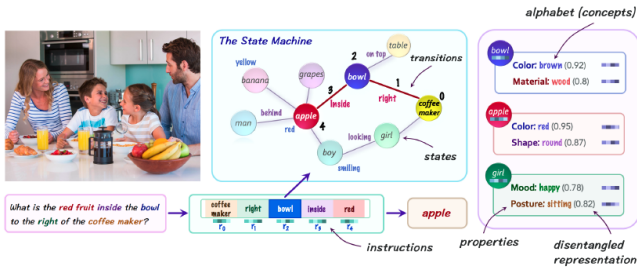 alphabet (concepts)
The State Machine
table
2
on top
bowl
transitions
yellow
banana
grapes
3
inside
1
right
0
coffee
maker
behind
man
apple
red
4
looking
girl
states
boy
smiling
bowl
Color: brown (0.92)
Material: wood (0.8)
apple
Color: red (0.95)
Shape: round (0.87)
girl
Mood: happy (0.78)
Posture: sitting (0.82)
What is the red fruit inside the bowl
to the right of the coffee maker?
coffee
maker
right
bowl
inside
red
r0
r1
r2
r3
r4
apple
instructions
properties
disentangled
representation